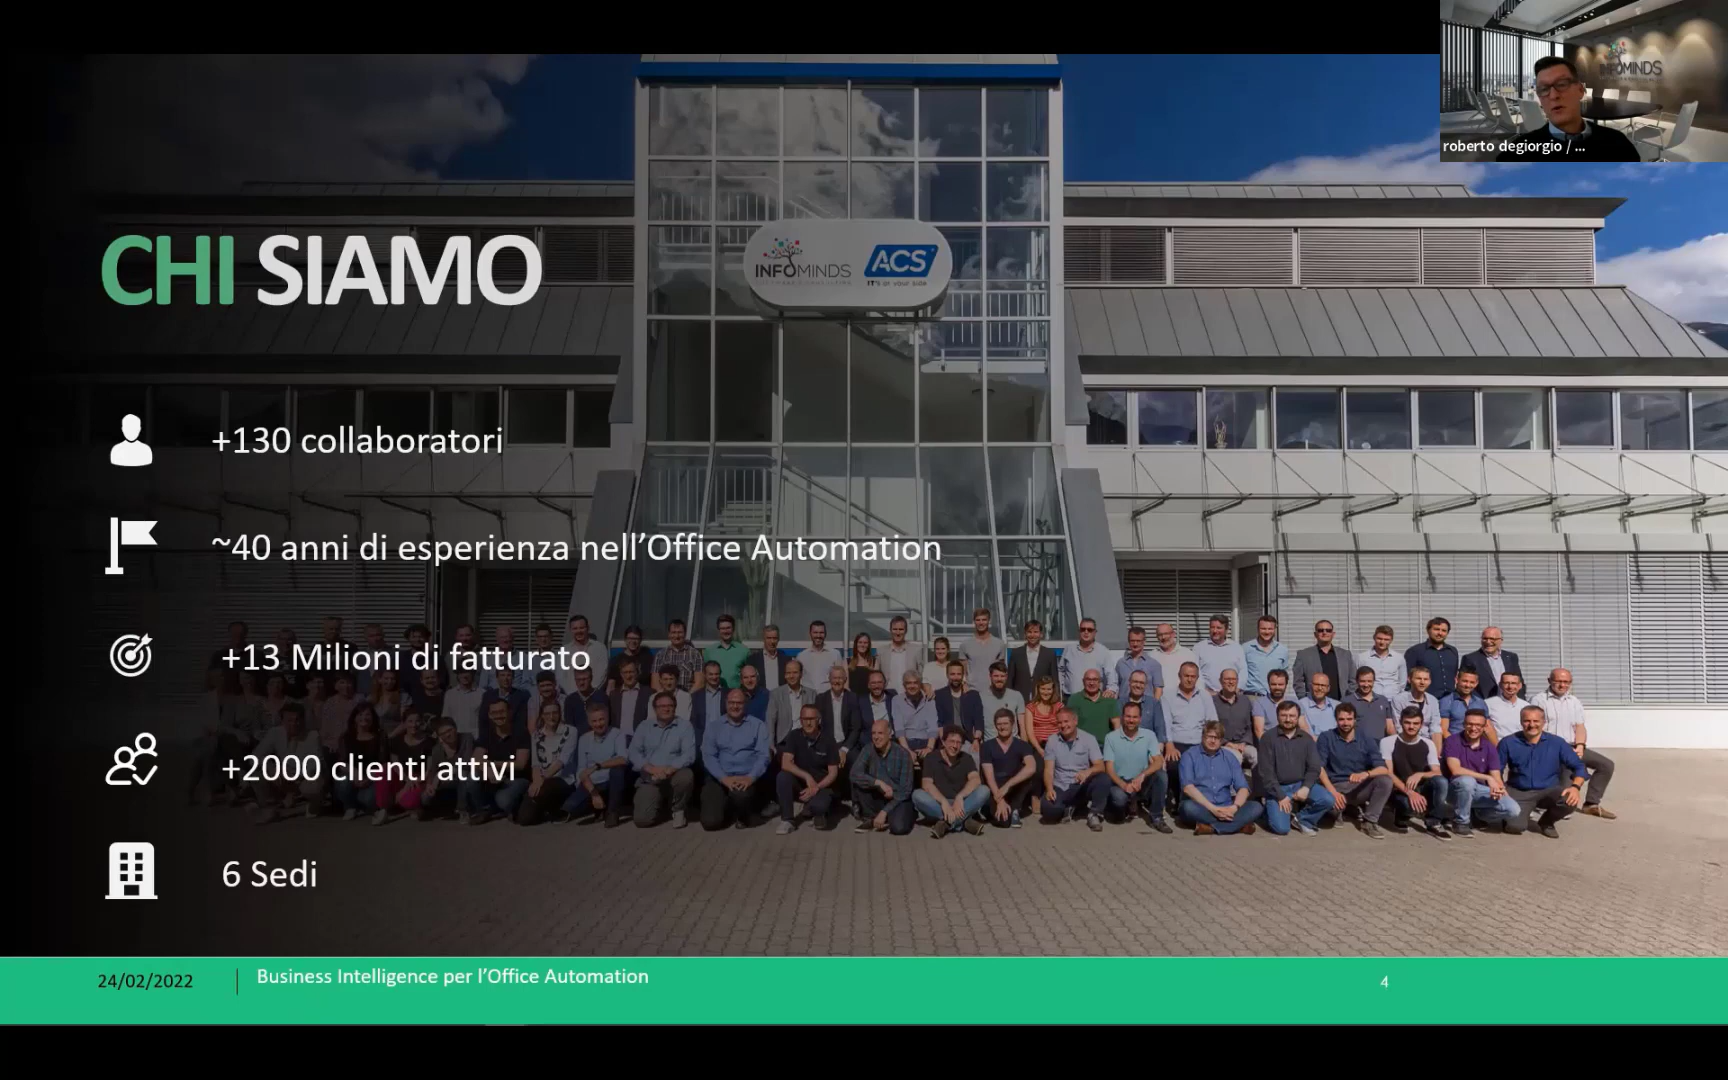 INFOMINDS
roberto degiorgio / ...
INFOMINDS
ACS
IT's at your side
CHI SIAMO
+130 collaboratori
~40 anni di esperienza nell'Office Automation
+13 Milioni di fatturato
+2000 clienti attivi
6 Sedi
24/02/2022
Business Intelligence per l'Office Automation
4